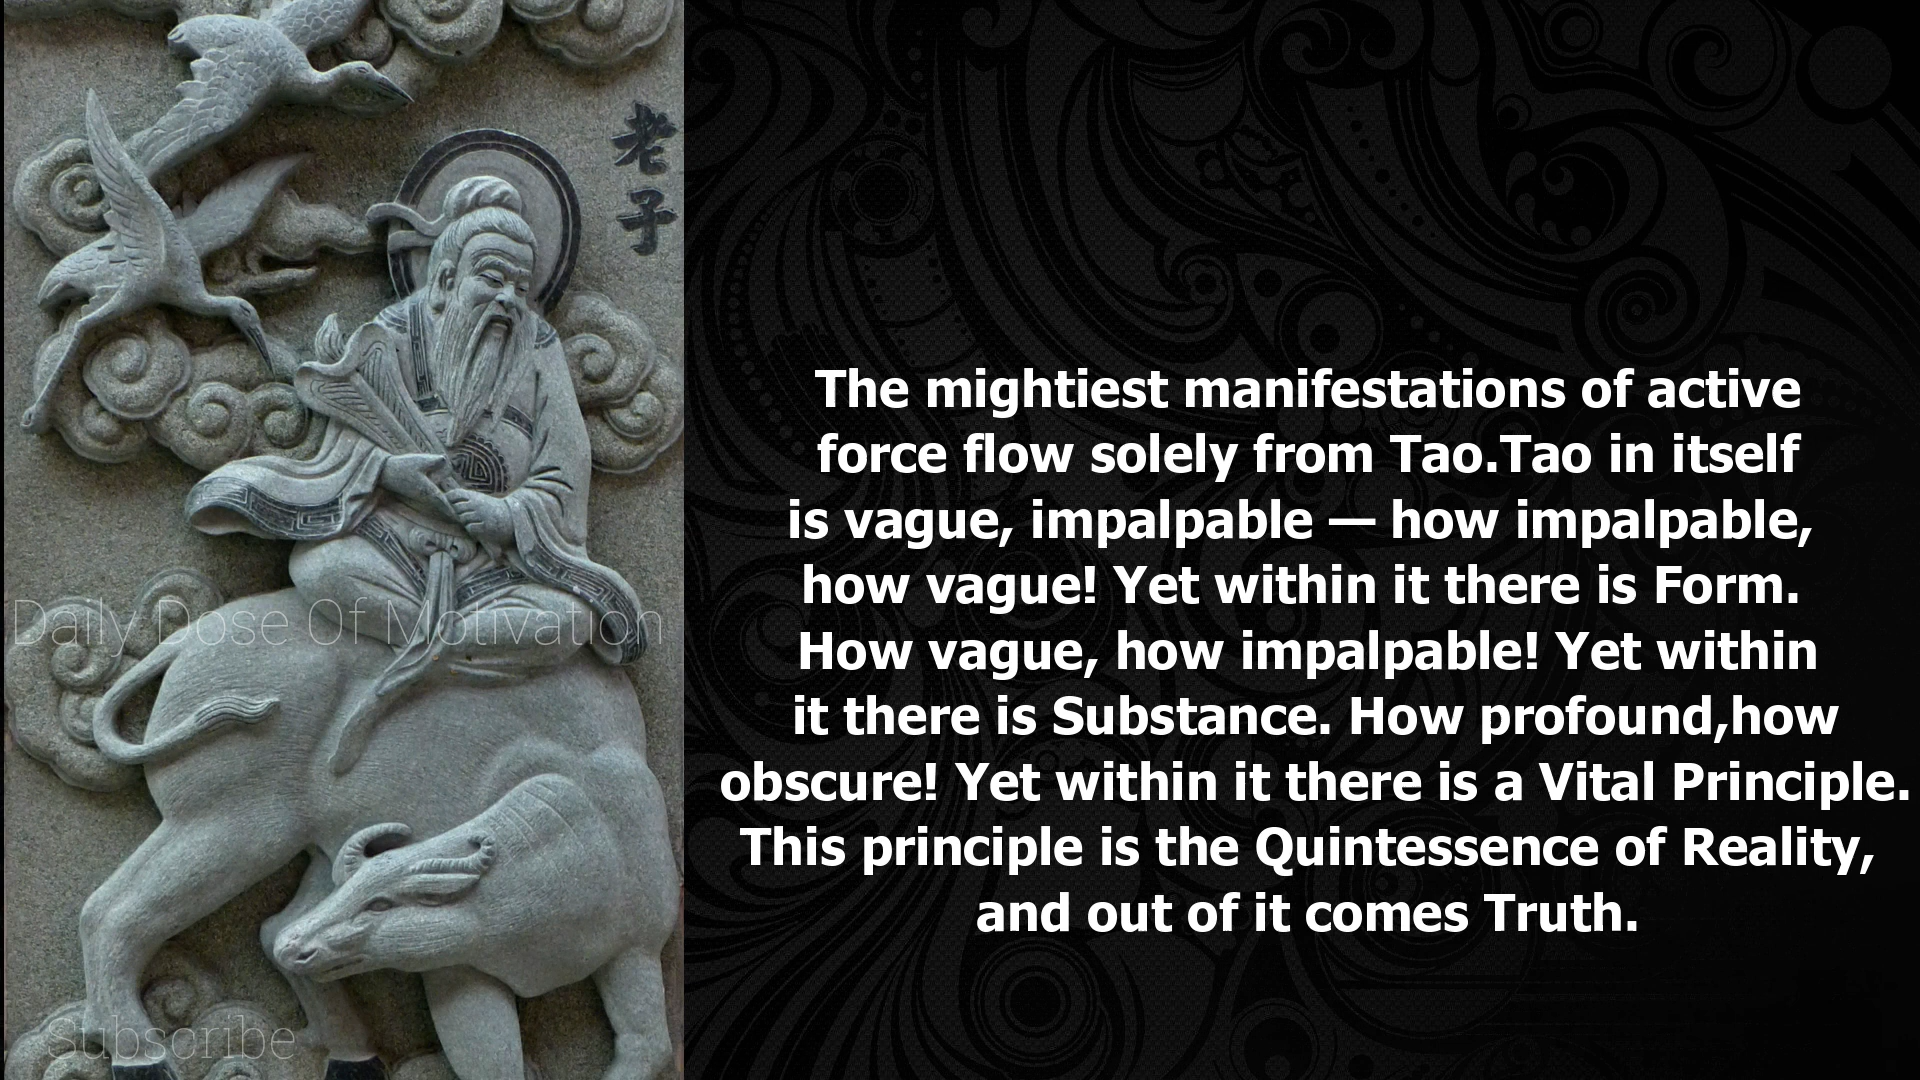 老子
The mightiest manifestations of active
force flow solely from Tao.Tao in itself
is vague, impalpable — how impalpable,
how vague! Yet within it there is Form.
How vague, how impalpable! Yet within
it there is Substance. How profound,how
obscure! Yet within it there is a Vital Principle.
This principle is the Quintessence of Reality,
and out of it comes Truth.
Daily Dose Of Motivation
Subsoribe